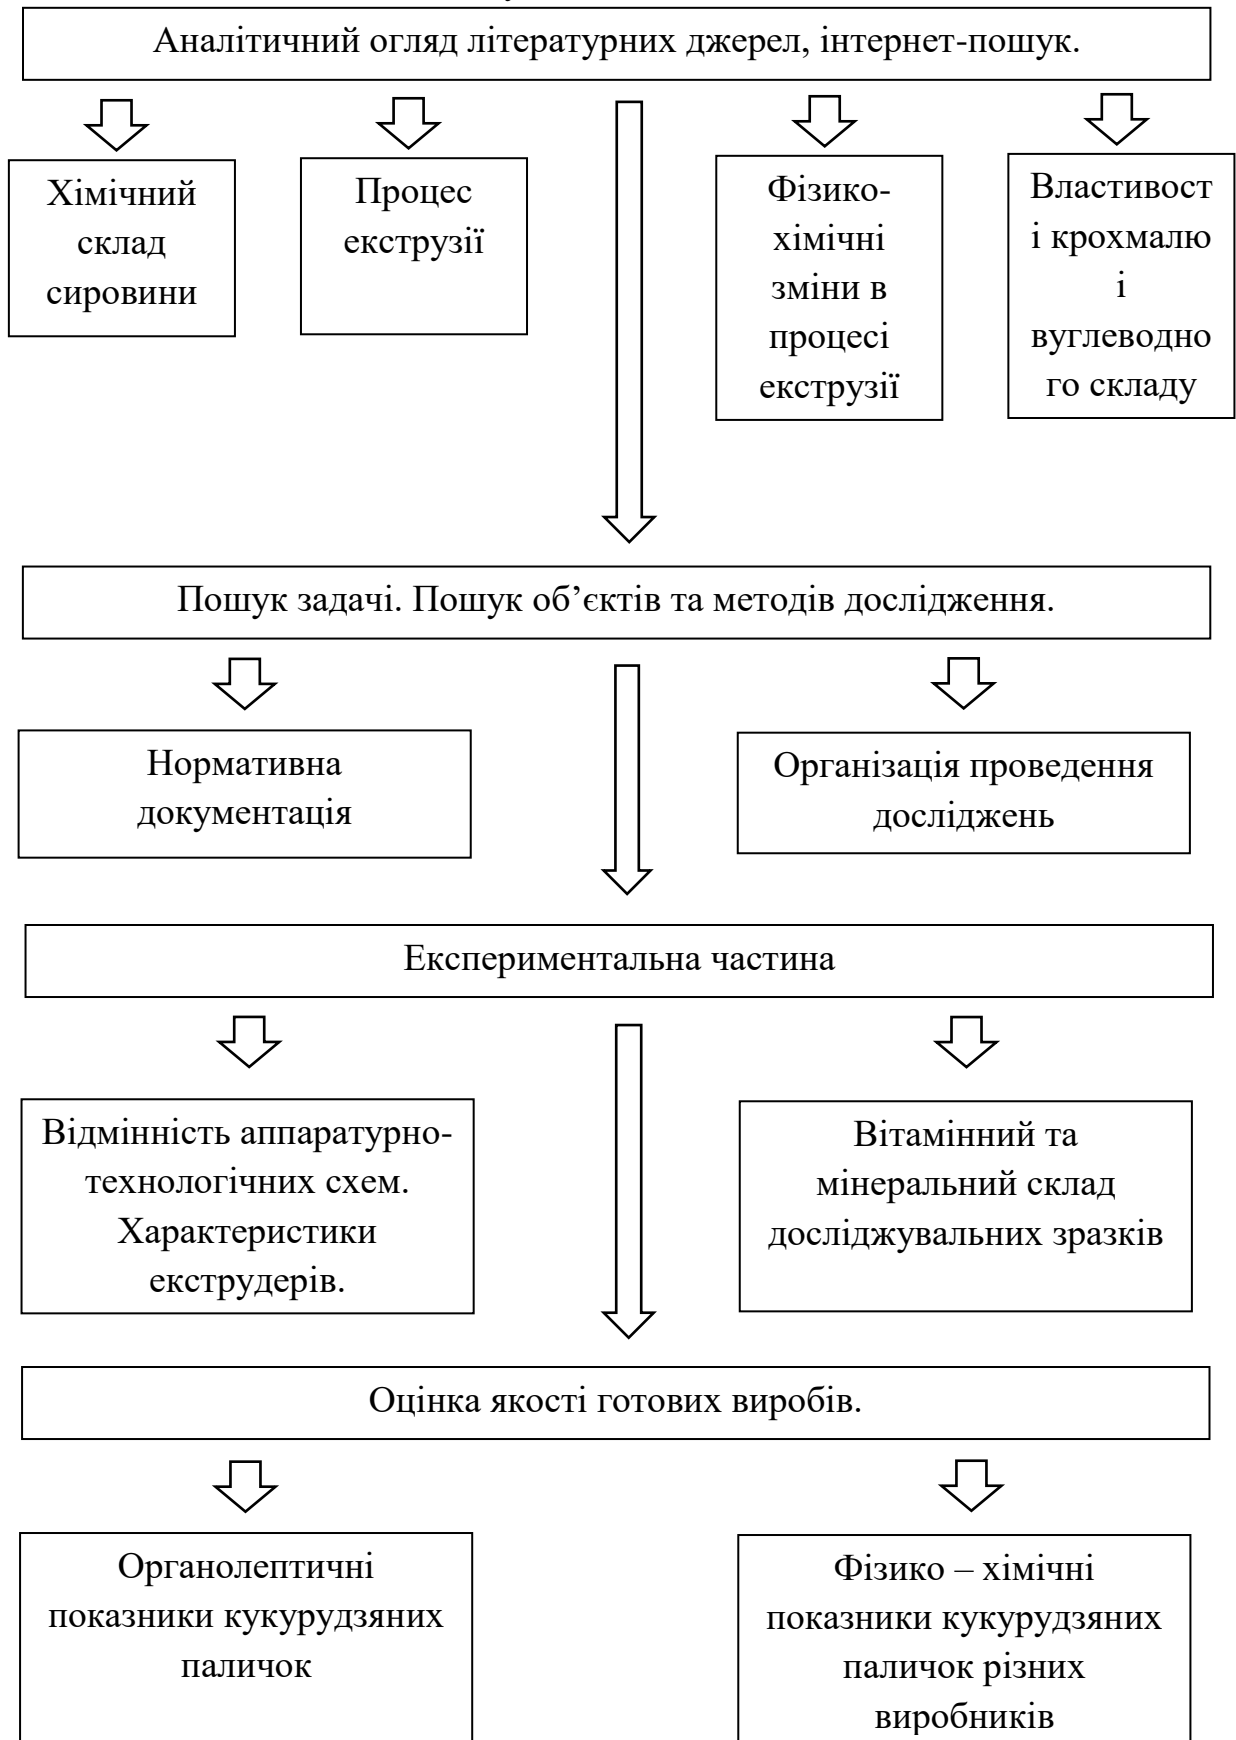 Аналітичний огляд літературних джерел, інтернет-пошук.
Хімічний
склад
сировини
Процес
екструзії
Фізико-
хімічні
зміни в
процесі
екструзії
Властивост
і крохмалю
і
вуглеводно
го складу
Пошук задачі. Пошук об’єктів та методів дослідження.
Нормативна
документація
Організація проведення
досліджень
Експериментальна частина
Відмінність аппаратурно-
технологічних схем.
Характеристики
екструдерів.
Вітамінний та
мінеральний склад
досліджувальних зразків
Оцінка якості готових виробів.
Органолептичні
показники кукурудзяних
паличок
Фізико – хімічні
показники кукурудзяних
паличок різних
виробників